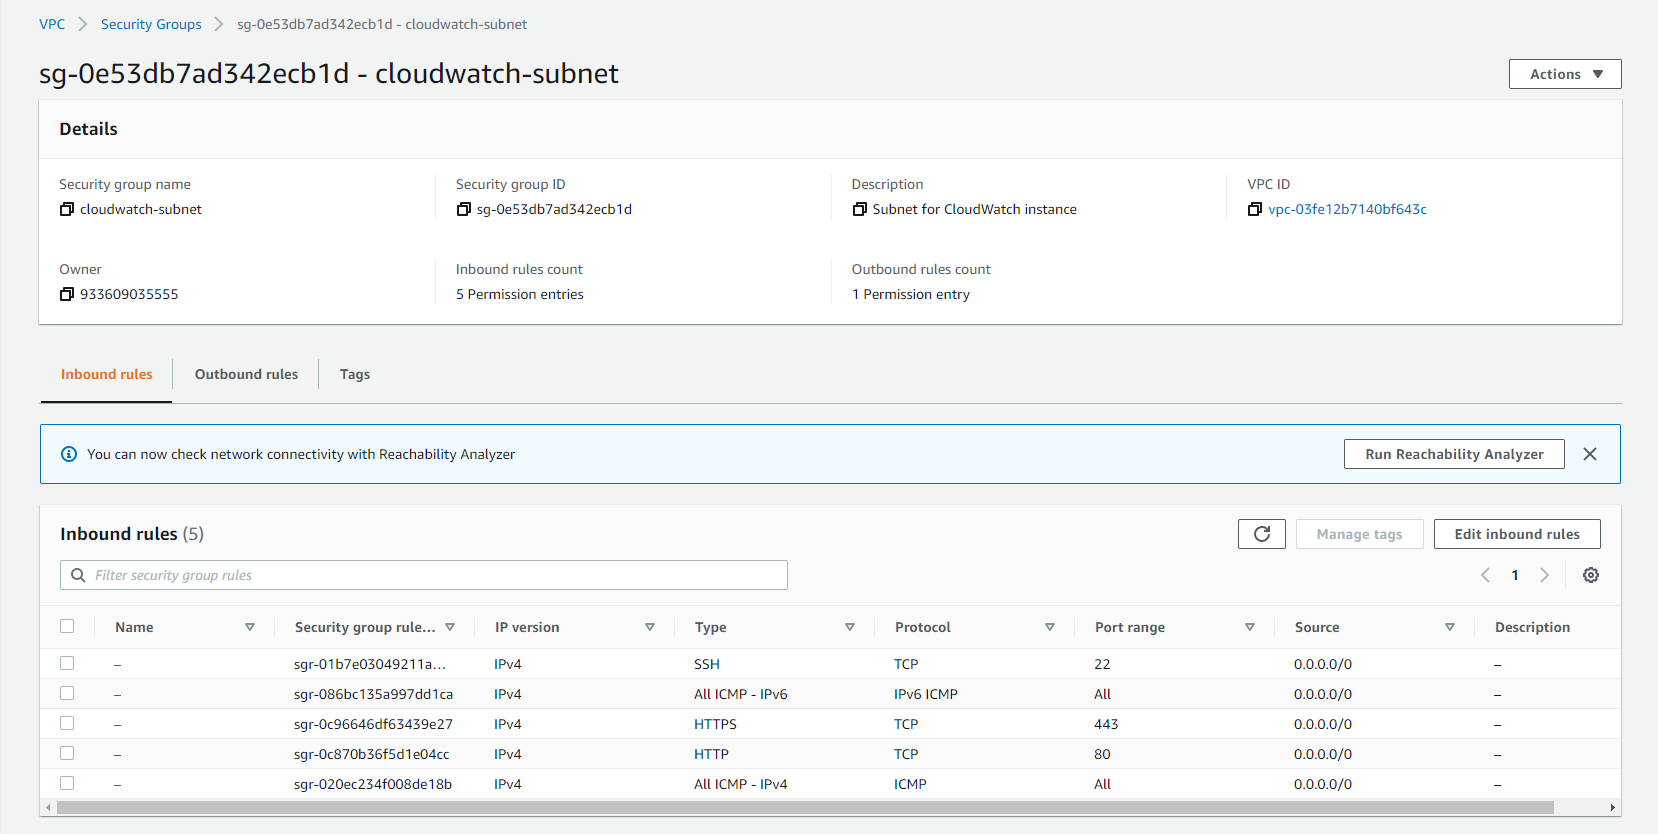 VPC > Security Groups > sg-0e53db7ad342ecb1d - cloudwatch-subnet
sg-0e53db7ad342ecb1d - cloudwatch-subnet
Actions
Details
Security group name Security group ID Description VPC ID
cloudwatch-subnet sg-0e53db7ad342ecb1d Subnet for CloudWatch instance vpc-03fe12b7140bf643c
Owner Inbound rules count Outbound rules count
933609035555 5 Permission entries 1 Permission entry
Inbound rules Outbound rules Tags
You can now check network connectivity with Reachability Analyzer Run Reachability Analyzer
Inbound rules (5) Manage tags Edit inbound rules
Filter security group rules 1
Name Security group rule... IP version Type Protocol Port range Source Description
– sgr-01b7e03049211a... IPv4 SSH TCP 22 0.0.0.0/0 –
– sgr-086bc135a997dd1ca IPv4 All ICMP - IPv6 IPv6 ICMP All 0.0.0.0/0 –
– sgr-0c96646df63439e27 IPv4 HTTPS TCP 443 0.0.0.0/0 –
– sgr-0c870b36f5d1e04cc IPv4 HTTP TCP 80 0.0.0.0/0 –
– sgr-020ec234f008de18b IPv4 All ICMP - IPv4 ICMP All 0.0.0.0/0 –